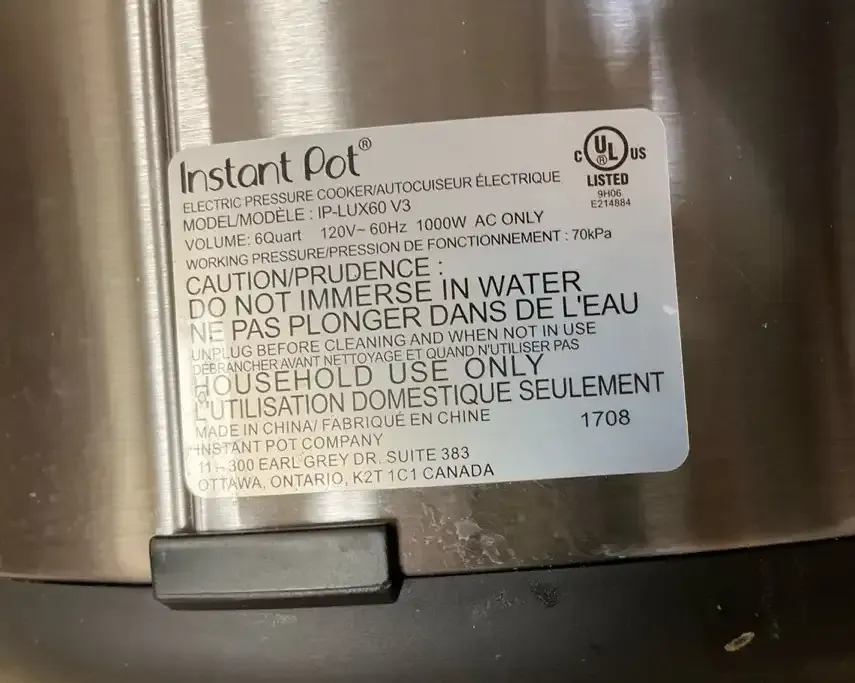 Instant Pot®
C UL ® US
LISTED
9H06
E214884
ELECTRIC PRESSURE COOKER/AUTOCUISEUR ÉLECTRIQUE
MODEL/MODÈLE : IP-LUX60 V3
VOLUME: 6Quart 120V~ 60Hz 1000W AC ONLY
WORKING PRESSURE/PRESSION DE FONCTIONNEMENT : 70kPa
CAUTION/PRUDENCE :
DO NOT IMMERSE IN WATER
NE PAS PLONGER DANS DE L'EAU
UNPLUG BEFORE CLEANING AND WHEN NOT IN USE
DÉBRANCHER AVANT NETTOYAGE ET QUAND N'UTILISER PAS
HOUSEHOLD USE ONLY
L'UTILISATION DOMESTIQUE SEULEMENT
MADE IN CHINA/ FABRIQUÉ EN CHINE 1708
INSTANT POT COMPANY
11 – 300 EARL GREY DR. SUITE 383
OTTAWA, ONTARIO, K2T 1C1 CANADA